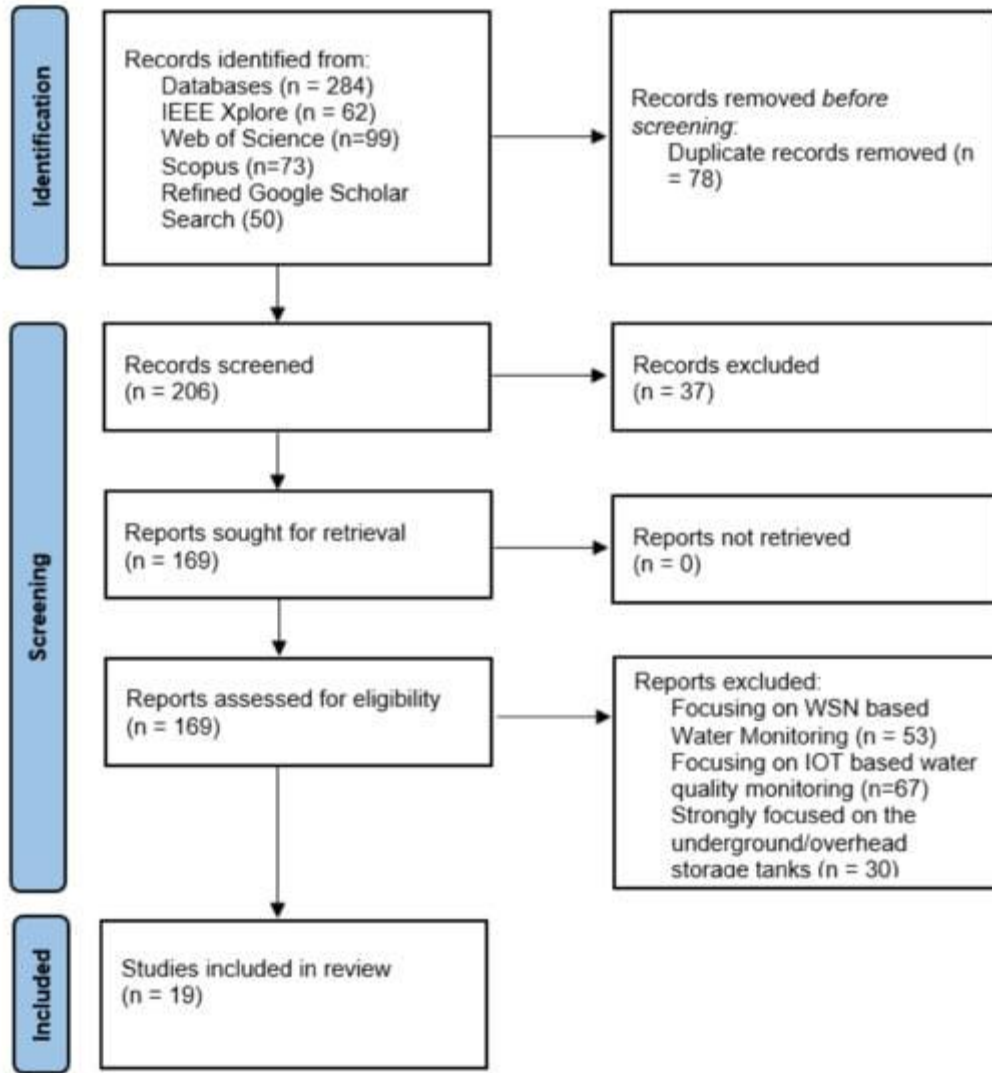 Identification
Records identified from:
Databases (n = 284)
IEEE Xplore (n = 62)
Web of Science (n=99)
Scopus (n=73)
Refined Google Scholar
Search (50)
Records removed before
screening:
Duplicate records removed (n
= 78)
Screening
Records screened
(n = 206)
Records excluded
(n = 37)
Reports sought for retrieval
(n = 169)
Reports not retrieved
(n = 0)
Reports assessed for eligibility
(n = 169)
Reports excluded:
Focusing on WSN based
Water Monitoring (n = 53)
Focusing on IOT based water
quality monitoring (n=67)
Strongly focused on the
underground/overhead
storage tanks (n = 30)
Included
Studies included in review
(n = 19)